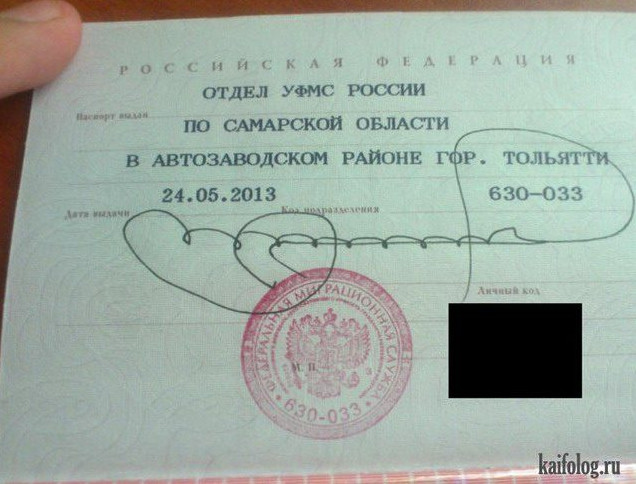 РОССИЙСКАЯ ФЕДЕРАЦИЯ
ОТДЕЛ УФМС РОССИИ
Паспорт выдан
ПО САМАРСКОЙ ОБЛАСТИ
В АВТОЗАВОДСКОМ РАЙОНЕ ГОР. ТОЛЬЯТТИ
24.05.2013 630-033
Дата выдачи Код подразделения
Личный код
ФЕДЕРАЛЬНАЯ МИГРАЦИОННАЯ СЛУЖБА
М. П.
630-033
kaifolog.ru